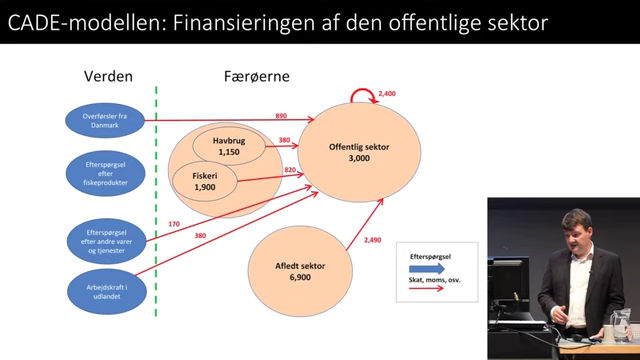 CADE-modellen: Finansieringen af den offentlige sektor
Verden
Færøerne
Overførsler fra
Danmark
890
2,400
Havbrug
1,150
380
Offentlig sektor
3,000
Efterspørgsel
efter
fiskeprodukter
Fiskeri
1,900
820
170
Efterspørgsel
efter andre varer
og tjenester
380
2,490
Afledt sektor
6,900
Arbejdskraft i
udlandet
Efterspørgsel
Skat, moms, osv.